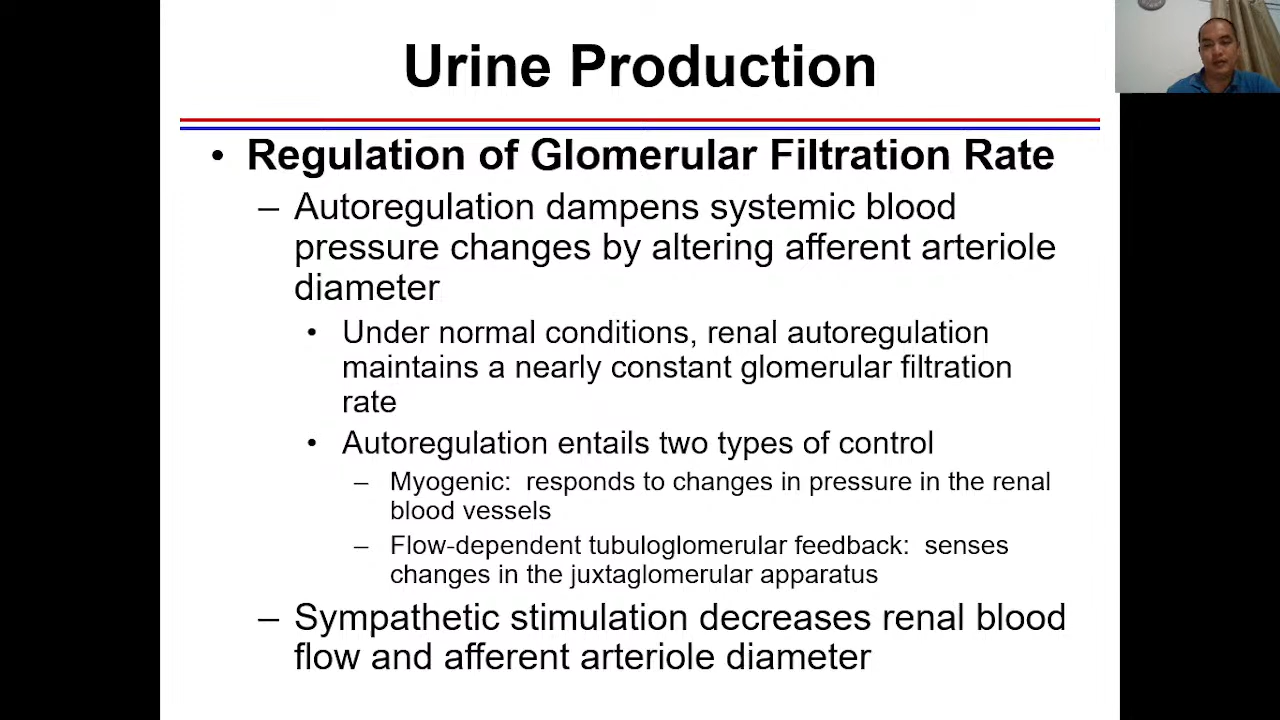 Urine Production
• Regulation of Glomerular Filtration Rate
– Autoregulation dampens systemic blood
pressure changes by altering afferent arteriole
diameter
• Under normal conditions, renal autoregulation
maintains a nearly constant glomerular filtration
rate
• Autoregulation entails two types of control
– Myogenic:  responds to changes in pressure in the renal
blood vessels
– Flow-dependent tubuloglomerular feedback:  senses
changes in the juxtaglomerular apparatus
– Sympathetic stimulation decreases renal blood
flow and afferent arteriole diameter